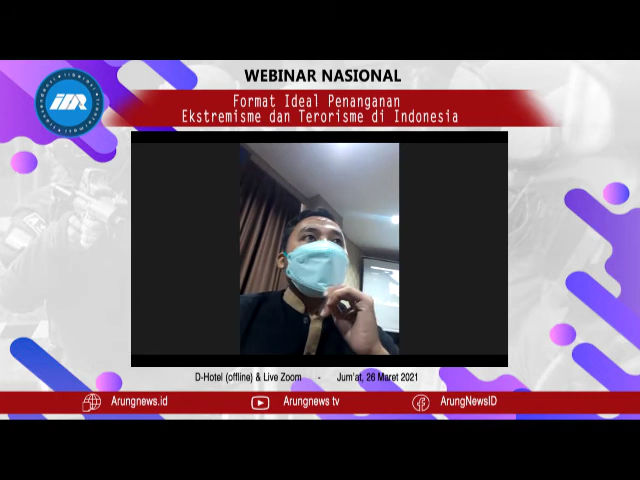 WEBINAR NASIONAL
Format Ideal Penanganan
Ekstremisme dan Terorisme di Indonesia
D-Hotel (offline) & Live Zoom - Jum'at, 26 Maret 2021
Arungnews.id
Arungnews tv
ArungNewsID